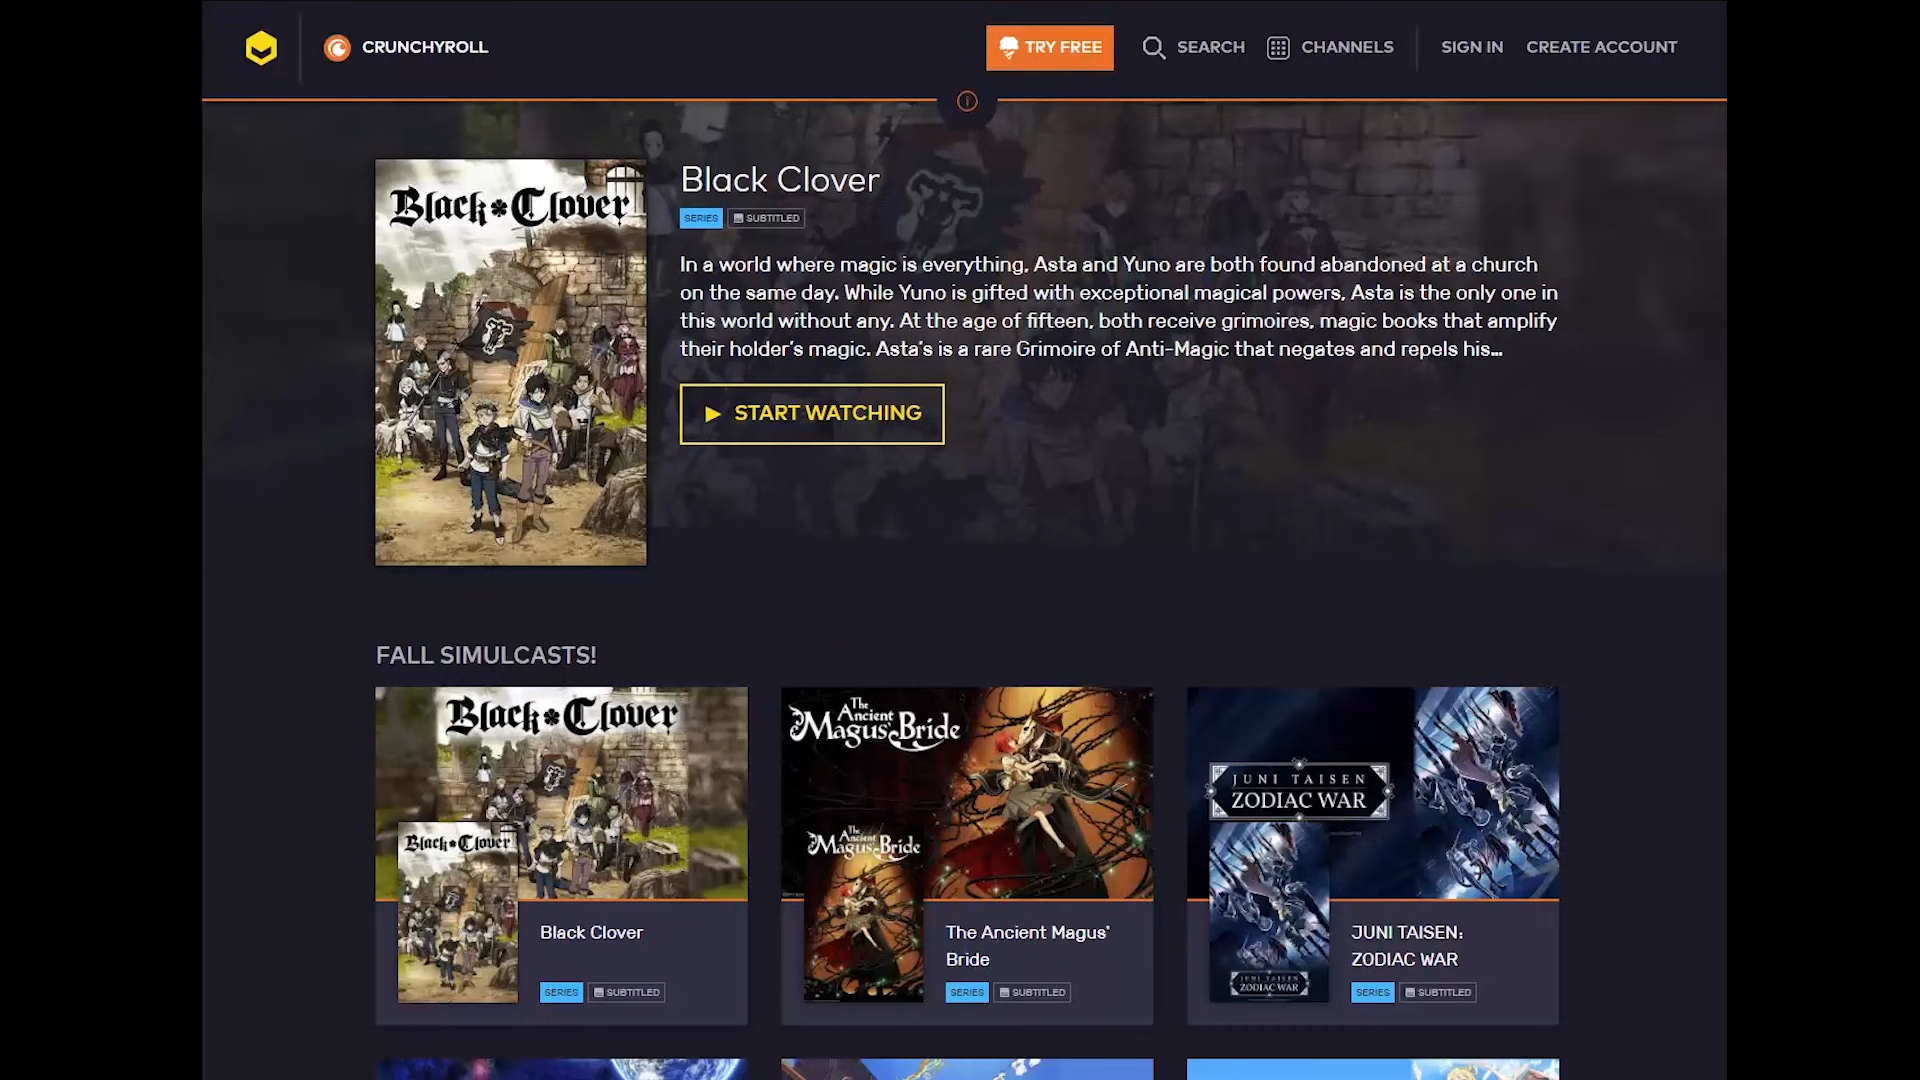 CRUNCHYROLL
TRY FREE
SEARCH
CHANNELS
SIGN IN
CREATE ACCOUNT
Black Clover
Black Clover
SERIES
SUBTITLED
In a world where magic is everything, Asta and Yuno are both found abandoned at a church
on the same day. While Yuno is gifted with exceptional magical powers, Asta is the only one in
this world without any. At the age of fifteen, both receive grimoires, magic books that amplify
their holder's magic. Asta's is a rare Grimoire of Anti-Magic that negates and repels his...
START WATCHING
FALL SIMULCASTS!
Black Clover
Black Clover
Black Clover
SERIES
SUBTITLED
The
Ancient
Magus' Bride
The
Ancient
Magus' Bride
The Ancient Magus'
Bride
SERIES
SUBTITLED
JUNI TAISEN
ZODIAC WAR
JUNI TAISEN
ZODIAC WAR
JUNI TAISEN:
ZODIAC WAR
SERIES
SUBTITLED